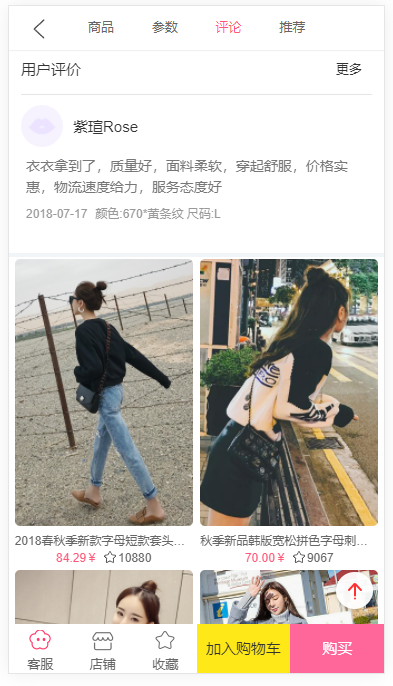 商品 参数 评论 推荐
用户评价 更多
紫瑄Rose
衣衣拿到了，质量好，面料柔软，穿起舒服，价格实
惠，物流速度给力，服务态度好
2018-07-17 颜色:670*黄条纹 尺码:L
2018春秋季新款字母短款套头...
84.29 ¥ 10880
秋季新品韩版宽松拼色字母刺...
70.00 ¥ 9067
客服 店铺 收藏 加入购物车 购买